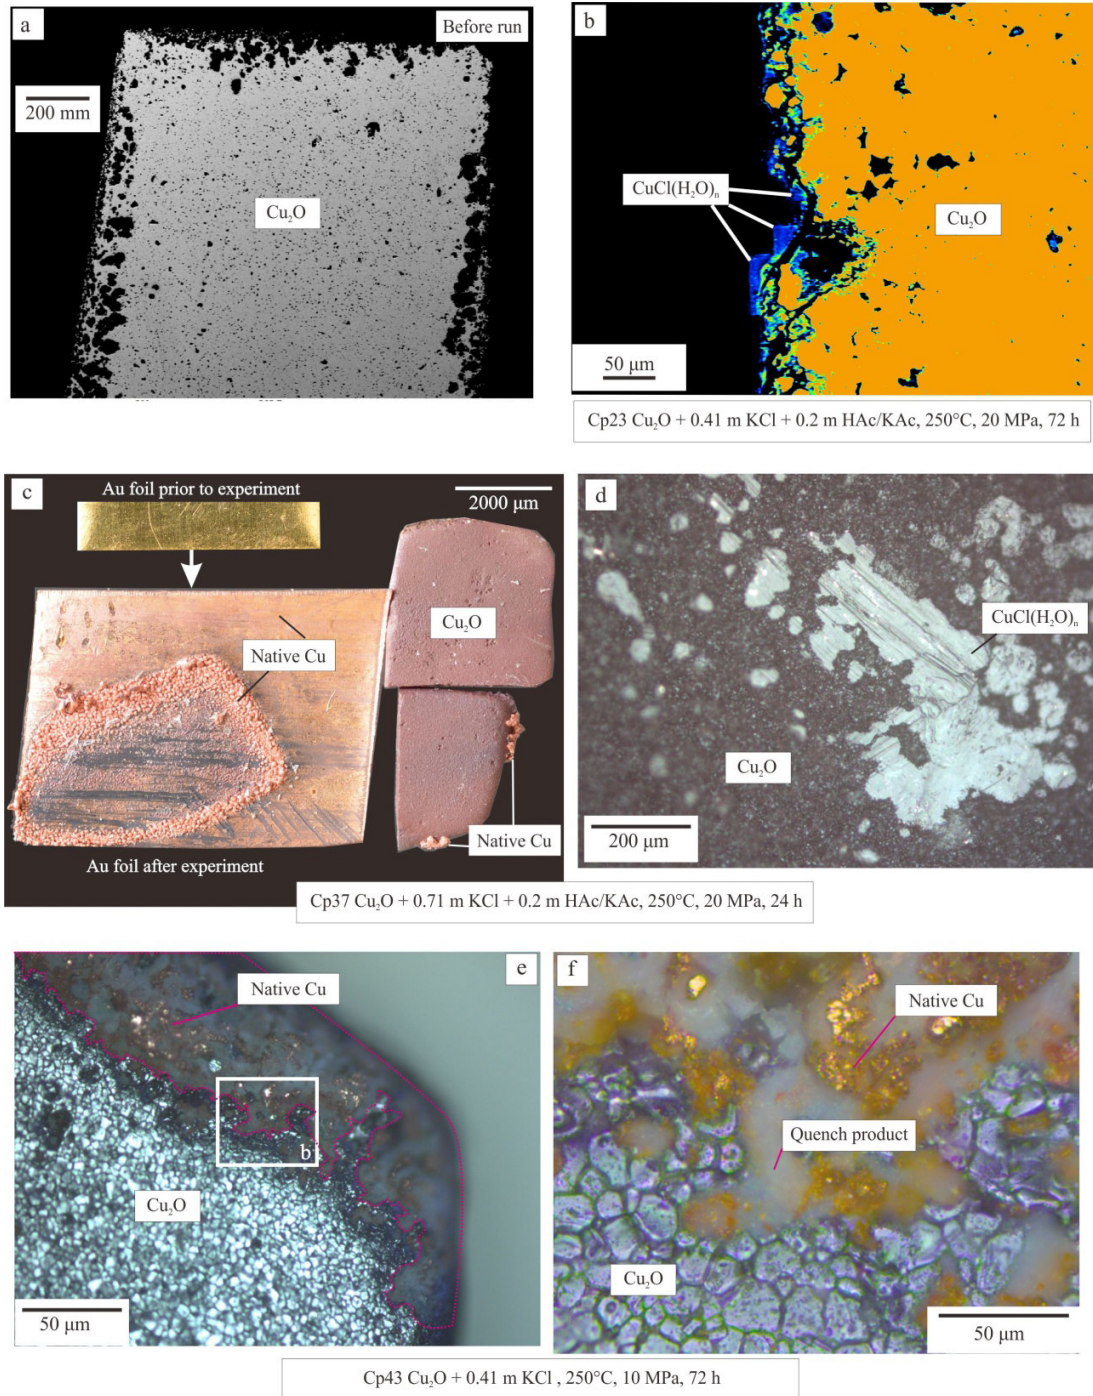 a
Before run
200 mm
Cu₂O
b
CuCl(H₂O)ₙ
Cu₂O
50 µm
Cp23 Cu₂O + 0.41 m KCl + 0.2 m HAc/KAc, 250°C, 20 MPa, 72 h
c
Au foil prior to experiment
2000 µm
Cu₂O
Native Cu
Native Cu
Au foil after experiment
d
CuCl(H₂O)ₙ
Cu₂O
200 µm
Cp37 Cu₂O + 0.71 m KCl + 0.2 m HAc/KAc, 250°C, 20 MPa, 24 h
e
Native Cu
b
Cu₂O
50 µm
f
Native Cu
Quench product
Cu₂O
50 µm
Cp43 Cu₂O + 0.41 m KCl , 250°C, 10 MPa, 72 h